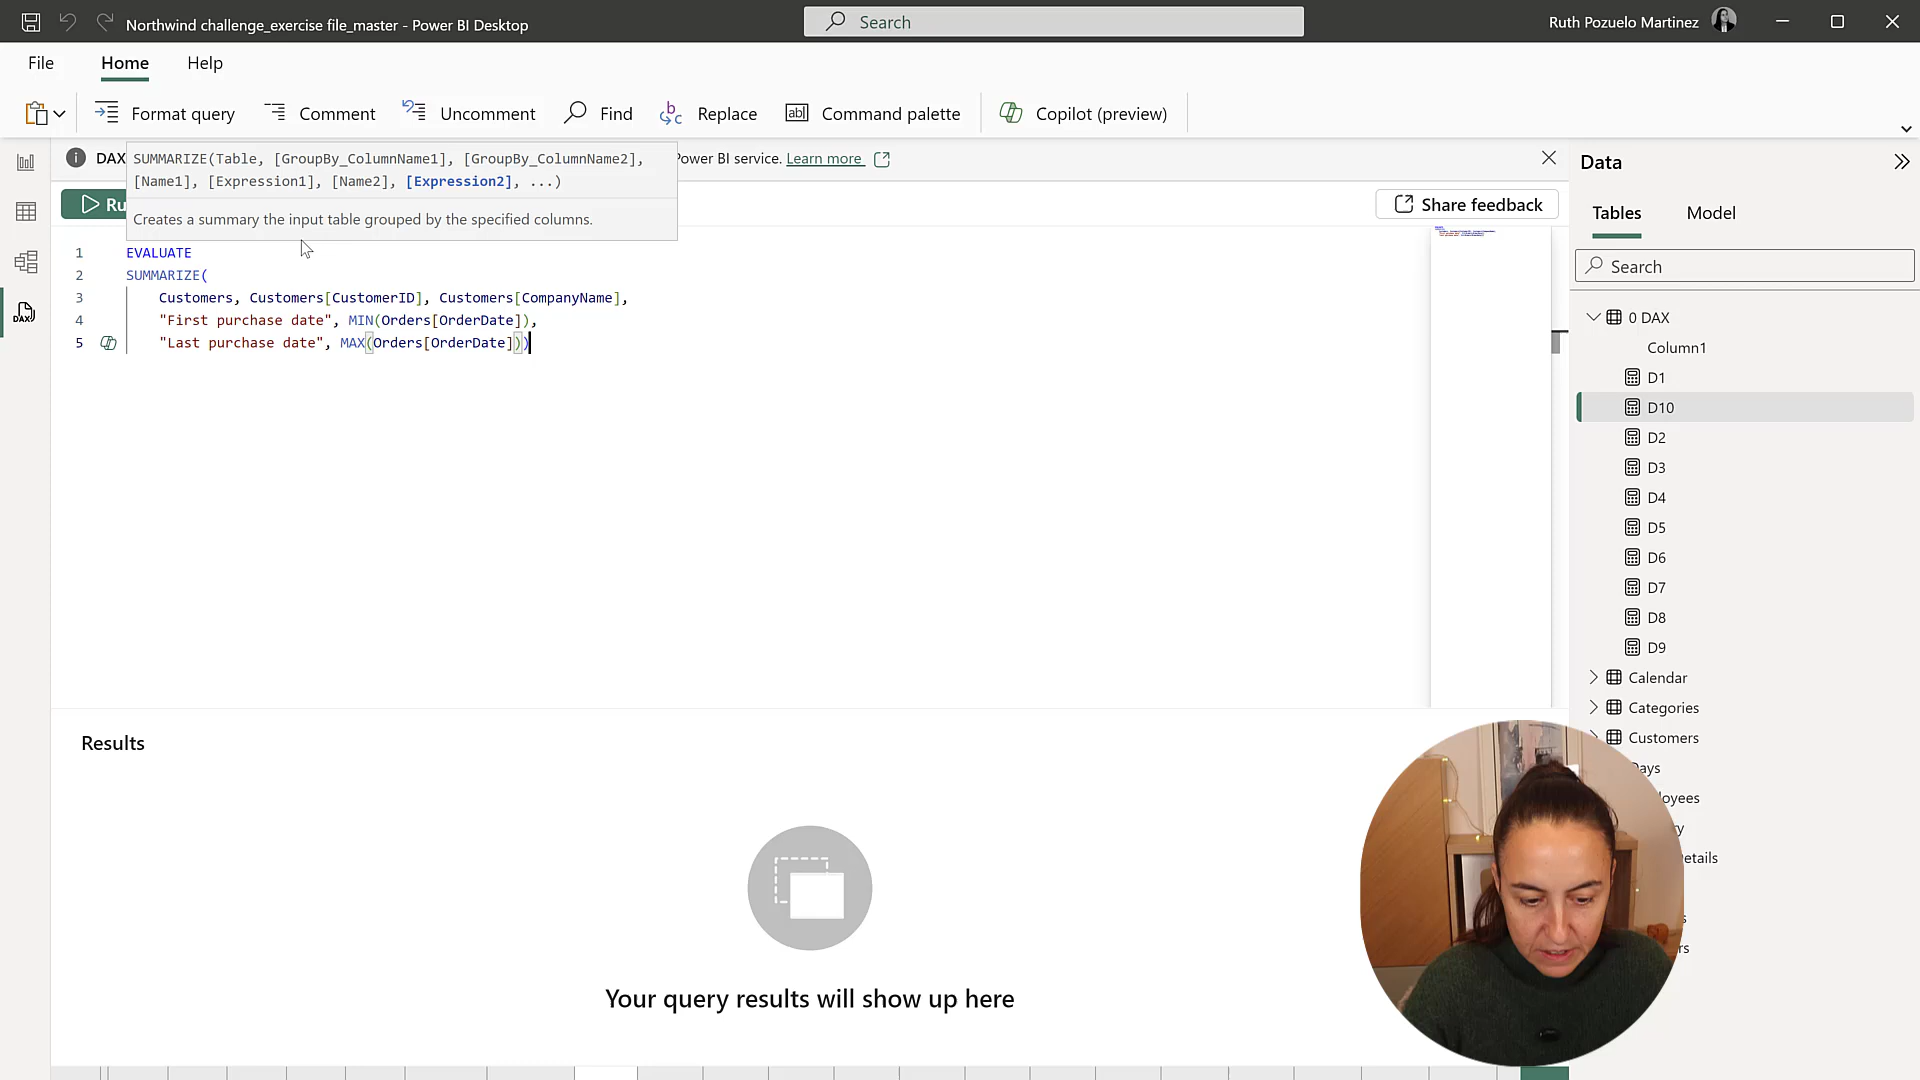 Northwind challenge_exercise file_master - Power BI Desktop
Search
Ruth Pozuelo Martinez
File
Home
Help
Format query
Comment
Uncomment
Find
Replace
Command palette
Copilot (preview)
DAX
Power BI service. Learn more
SUMMARIZE(Table, [GroupBy_ColumnName1], [GroupBy_ColumnName2],
[Name1], [Expression1], [Name2], [Expression2], ...)
Creates a summary the input table grouped by the specified columns.
Ru
Share feedback
1 EVALUATE
2 SUMMARIZE(
3 Customers, Customers[CustomerID], Customers[CompanyName],
4 "First purchase date", MIN(Orders[OrderDate]),
5 "Last purchase date", MAX(Orders[OrderDate]))
Results
Your query results will show up here
Data
Tables
Model
Search
0 DAX
Column1
D1
D10
D2
D3
D4
D5
D6
D7
D8
D9
Calendar
Categories
Customers